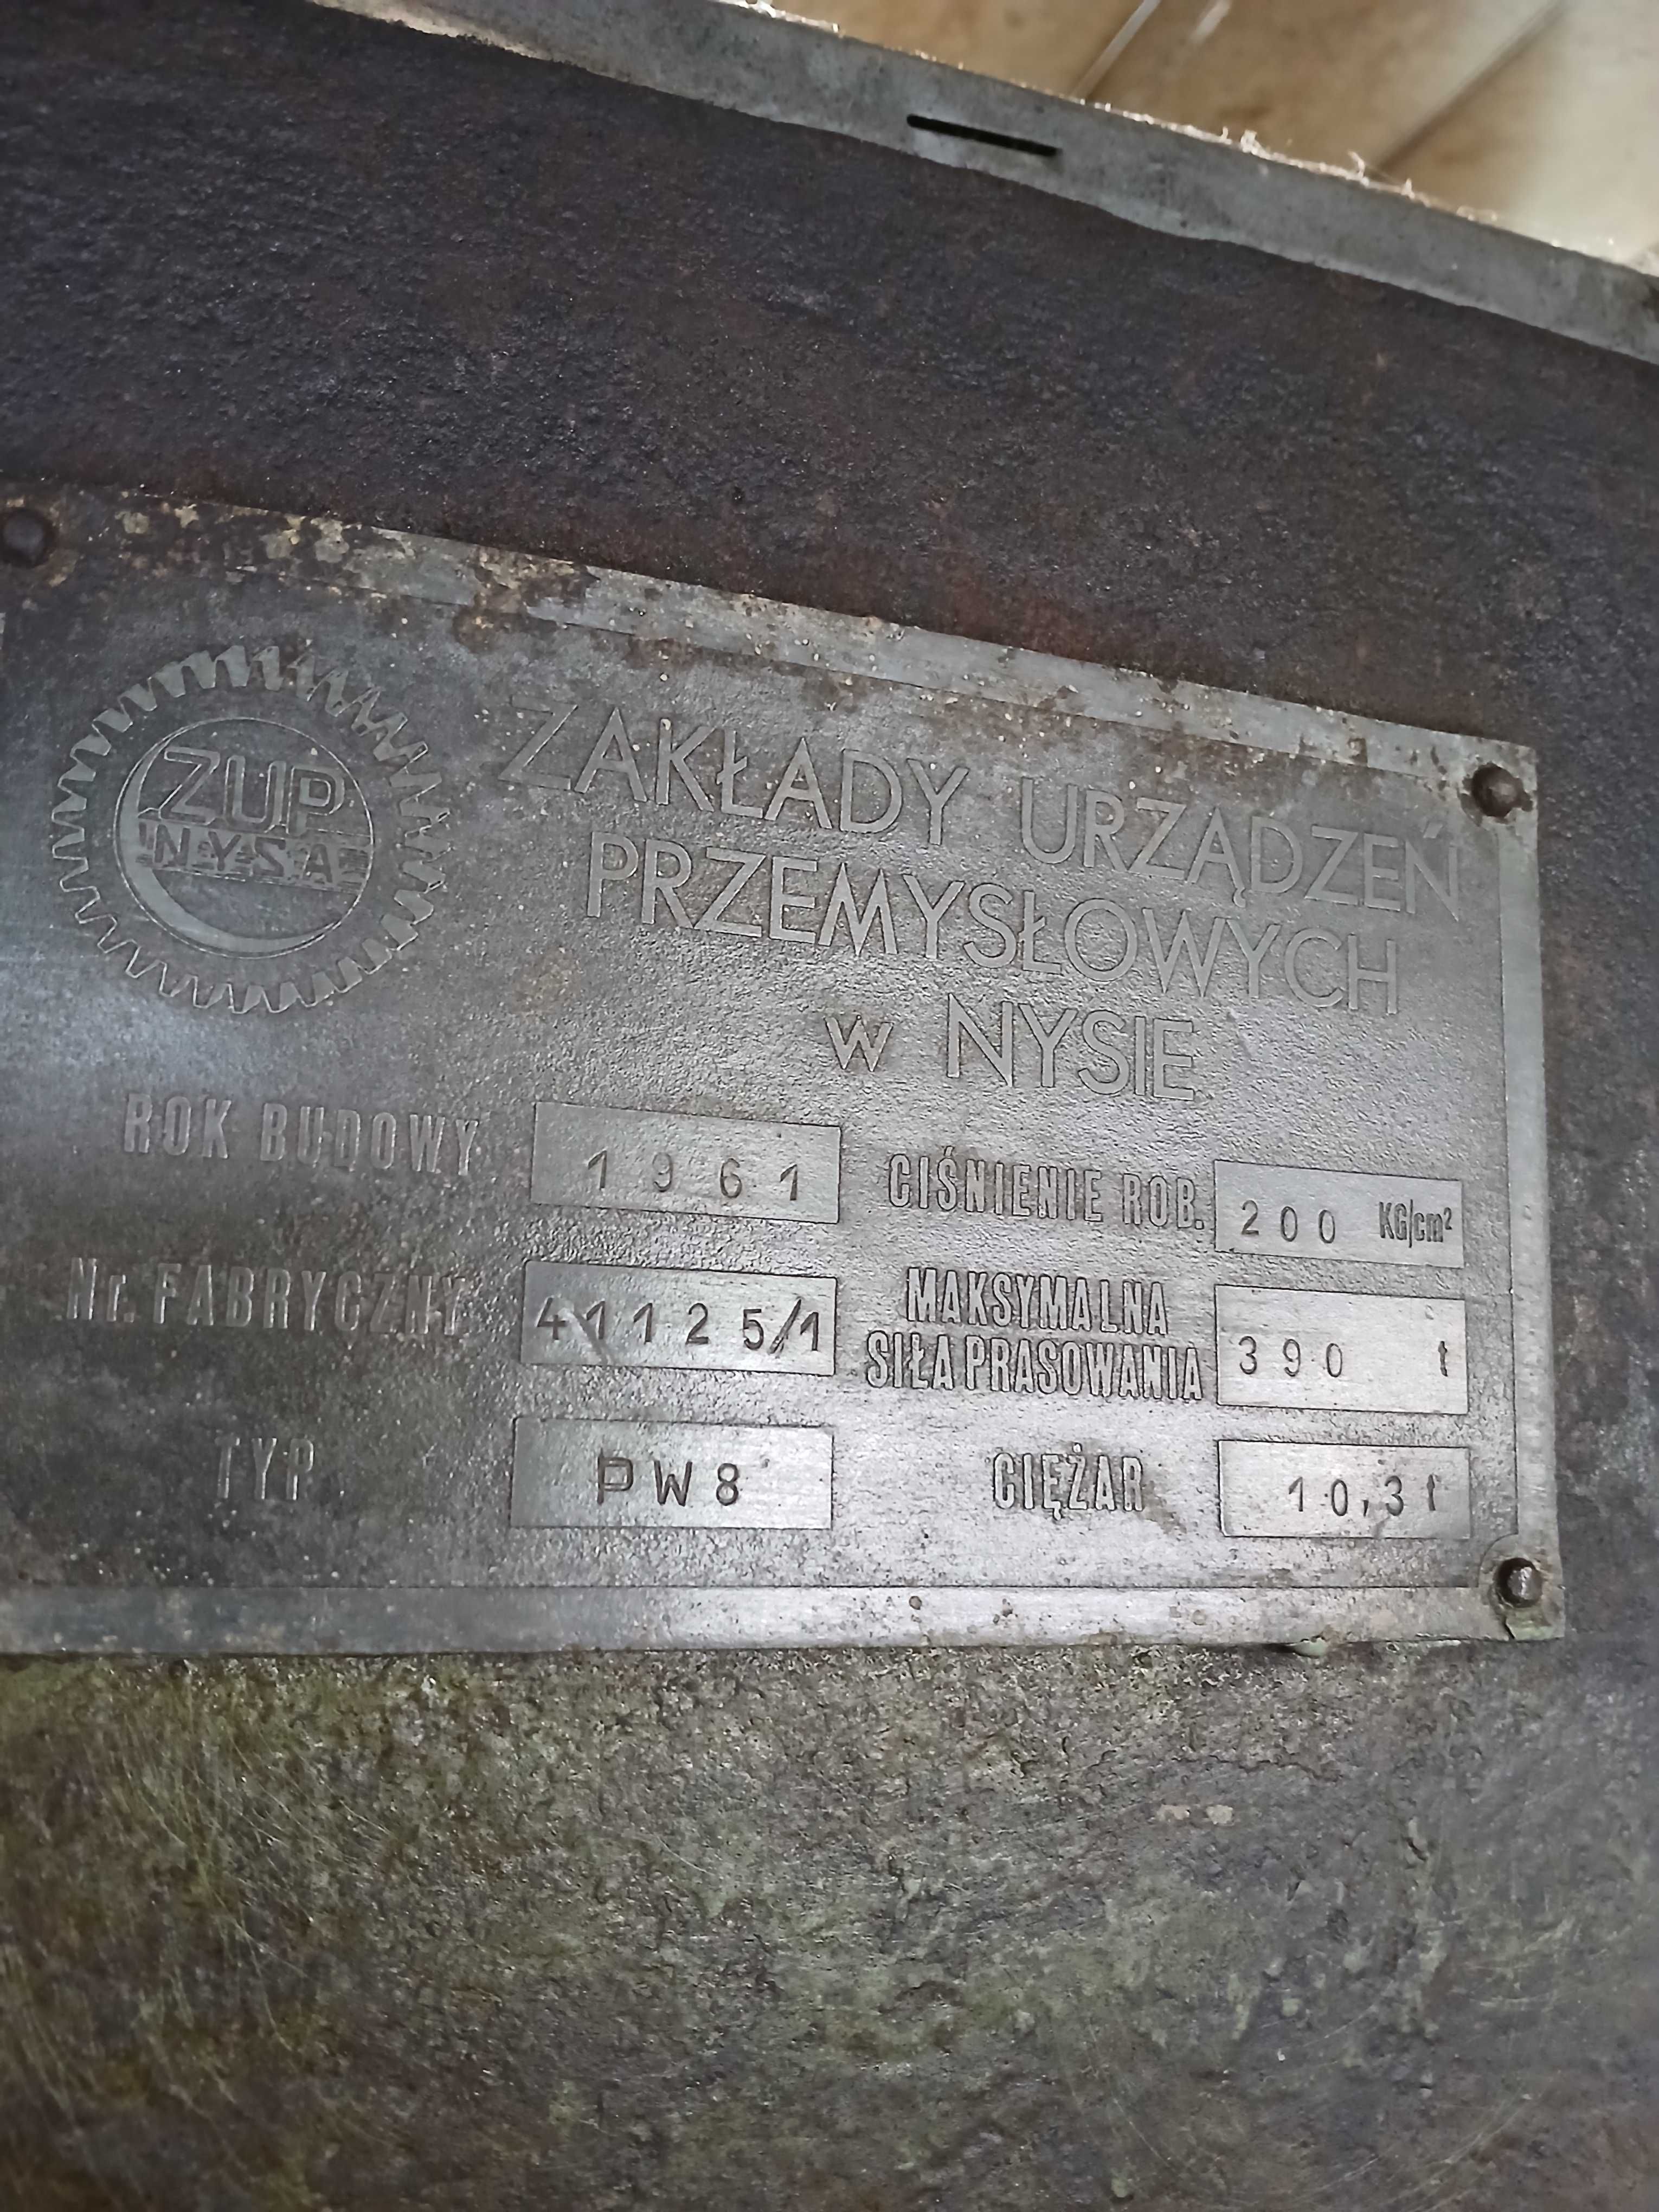 ZUP
NYSA
ZAKŁADY URZĄDZEŃ
PRZEMYSŁOWYCH
w NYSIE
ROK BUDOWY 1961
CIŚNIENIE ROB. 200 KG/cm²
Nr. FABRYCZNY 41125/1
MAKSYMALNA
SIŁA PRASOWANIA 390 t
TYP PW8
CIĘŻAR 10,3 t